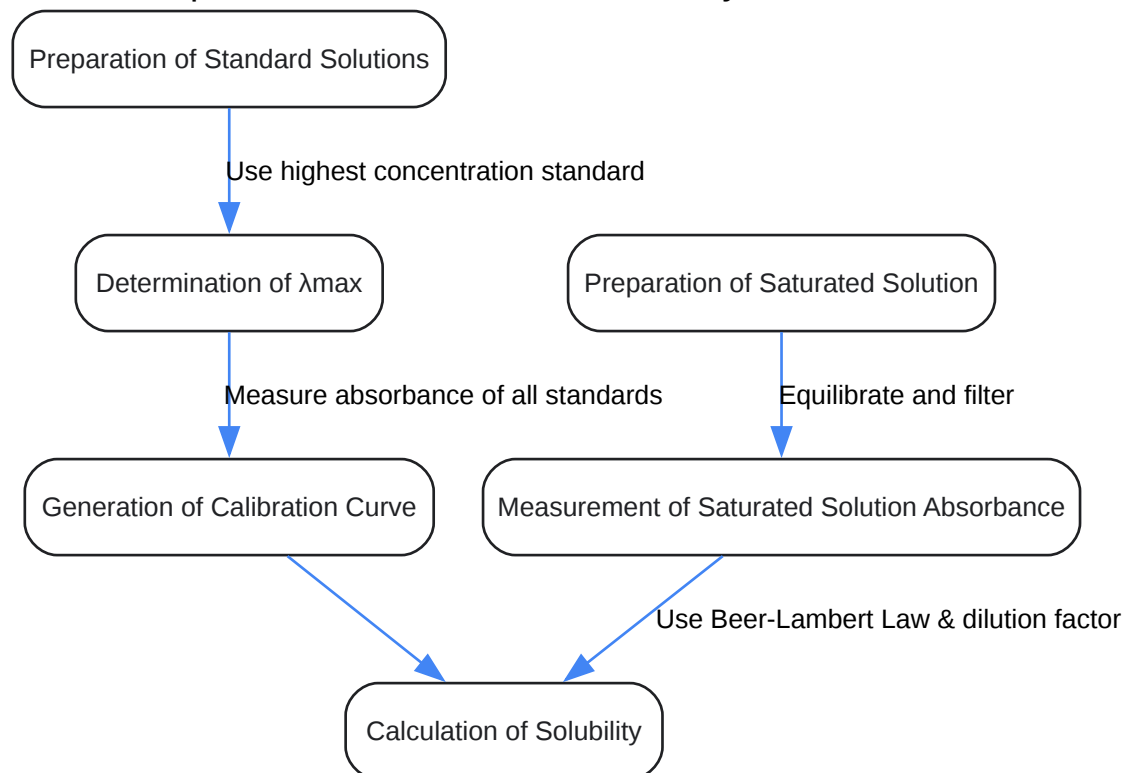 Preparation of Standard Solutions
Use highest concentration standard
Determination of λmax
Preparation of Saturated Solution
Measure absorbance of all standards
Equilibrate and filter
Generation of Calibration Curve
Measurement of Saturated Solution Absorbance
Use Beer-Lambert Law & dilution factor
Calculation of Solubility